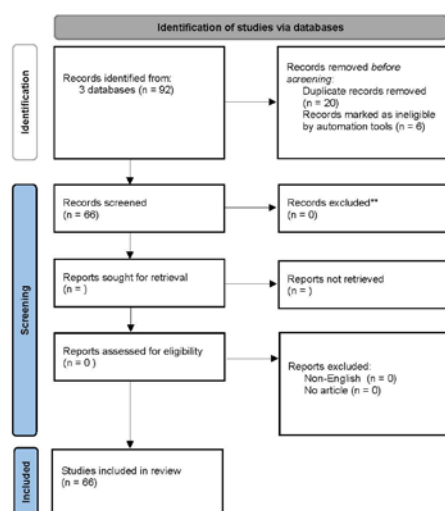 Identification of studies via databases
Identification
Records identified from:
3 databases (n = 92)
Records removed before
screening:
Duplicate records removed
(n = 20)
Records marked as ineligible
by automation tools (n = 6)
Screening
Records screened
(n = 66)
Records excluded**
(n = 0)
Reports sought for retrieval
(n = )
Reports not retrieved
(n = )
Reports assessed for eligibility
(n = 0 )
Reports excluded:
Non-English (n = 0)
No article (n = 0)
Included
Studies included in review
(n = 66)